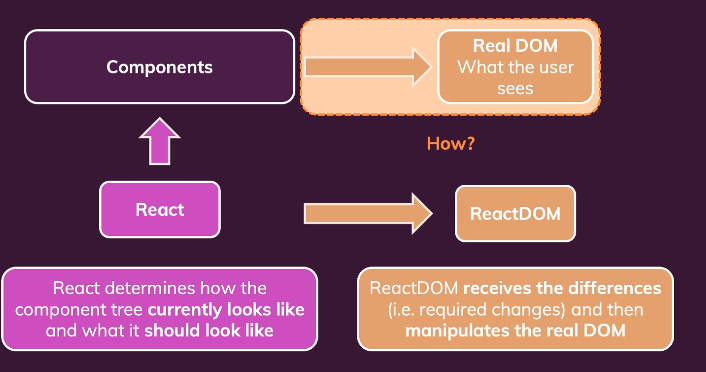 Components
Real DOM
What the user
sees
How?
React
ReactDOM
React determines how the
component tree currently looks like
and what it should look like
ReactDOM receives the differences
(i.e. required changes) and then
manipulates the real DOM